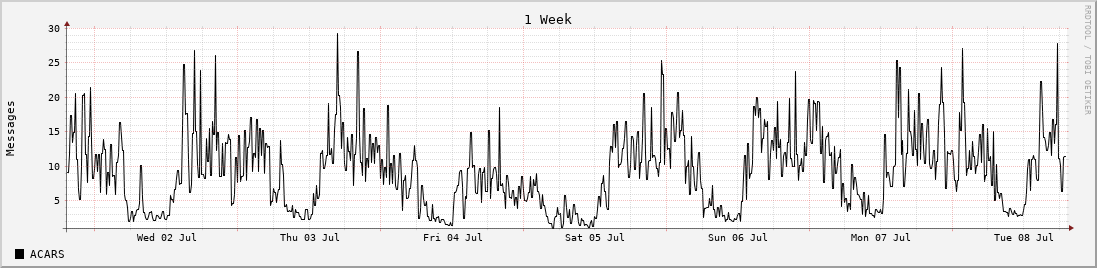 1 Week
RRDTOOL / TOBI OETIKER
Messages
30
25
20
15
10
5
Wed 02 Jul Thu 03 Jul Fri 04 Jul Sat 05 Jul Sun 06 Jul Mon 07 Jul Tue 08 Jul
ACARS